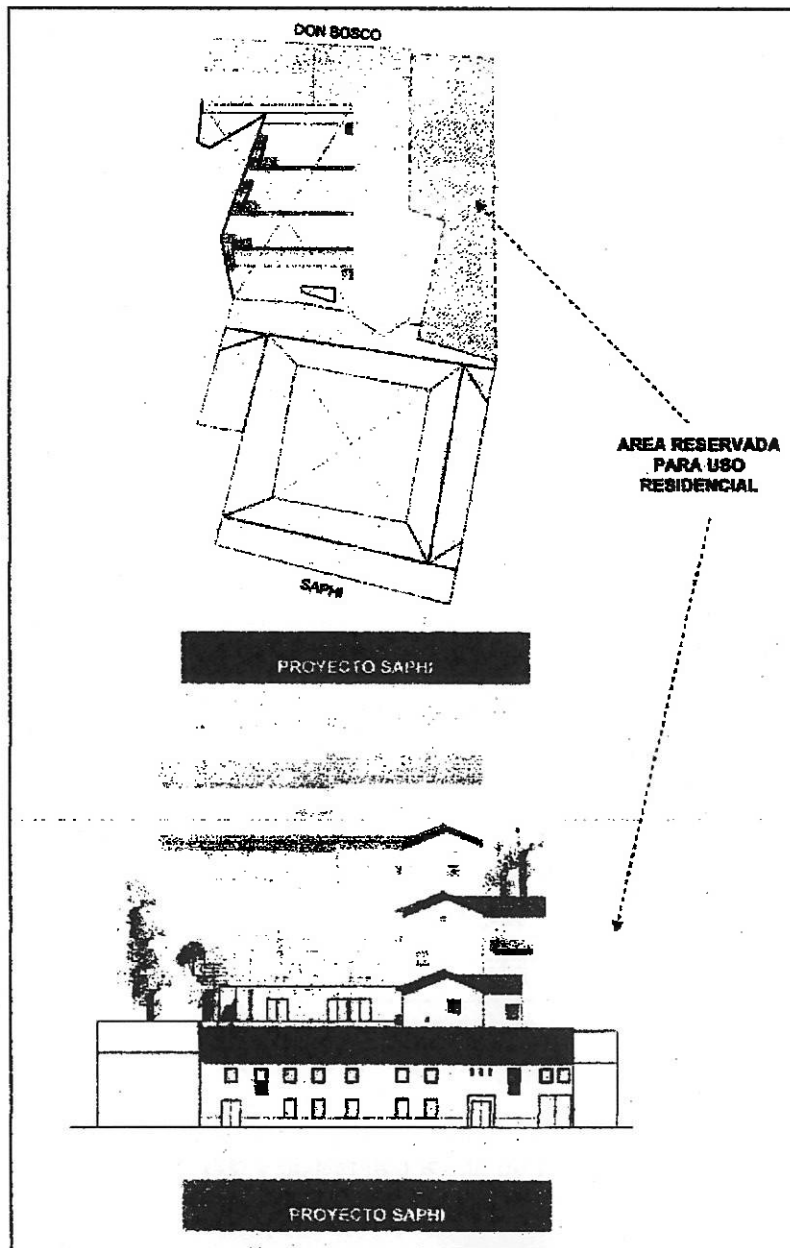 DON BOSCO
AREA RESERVADA
PARA USO
RESIDENCIAL
SAPHI
PROYECTO SAPHI
PROYECTO SAPHI